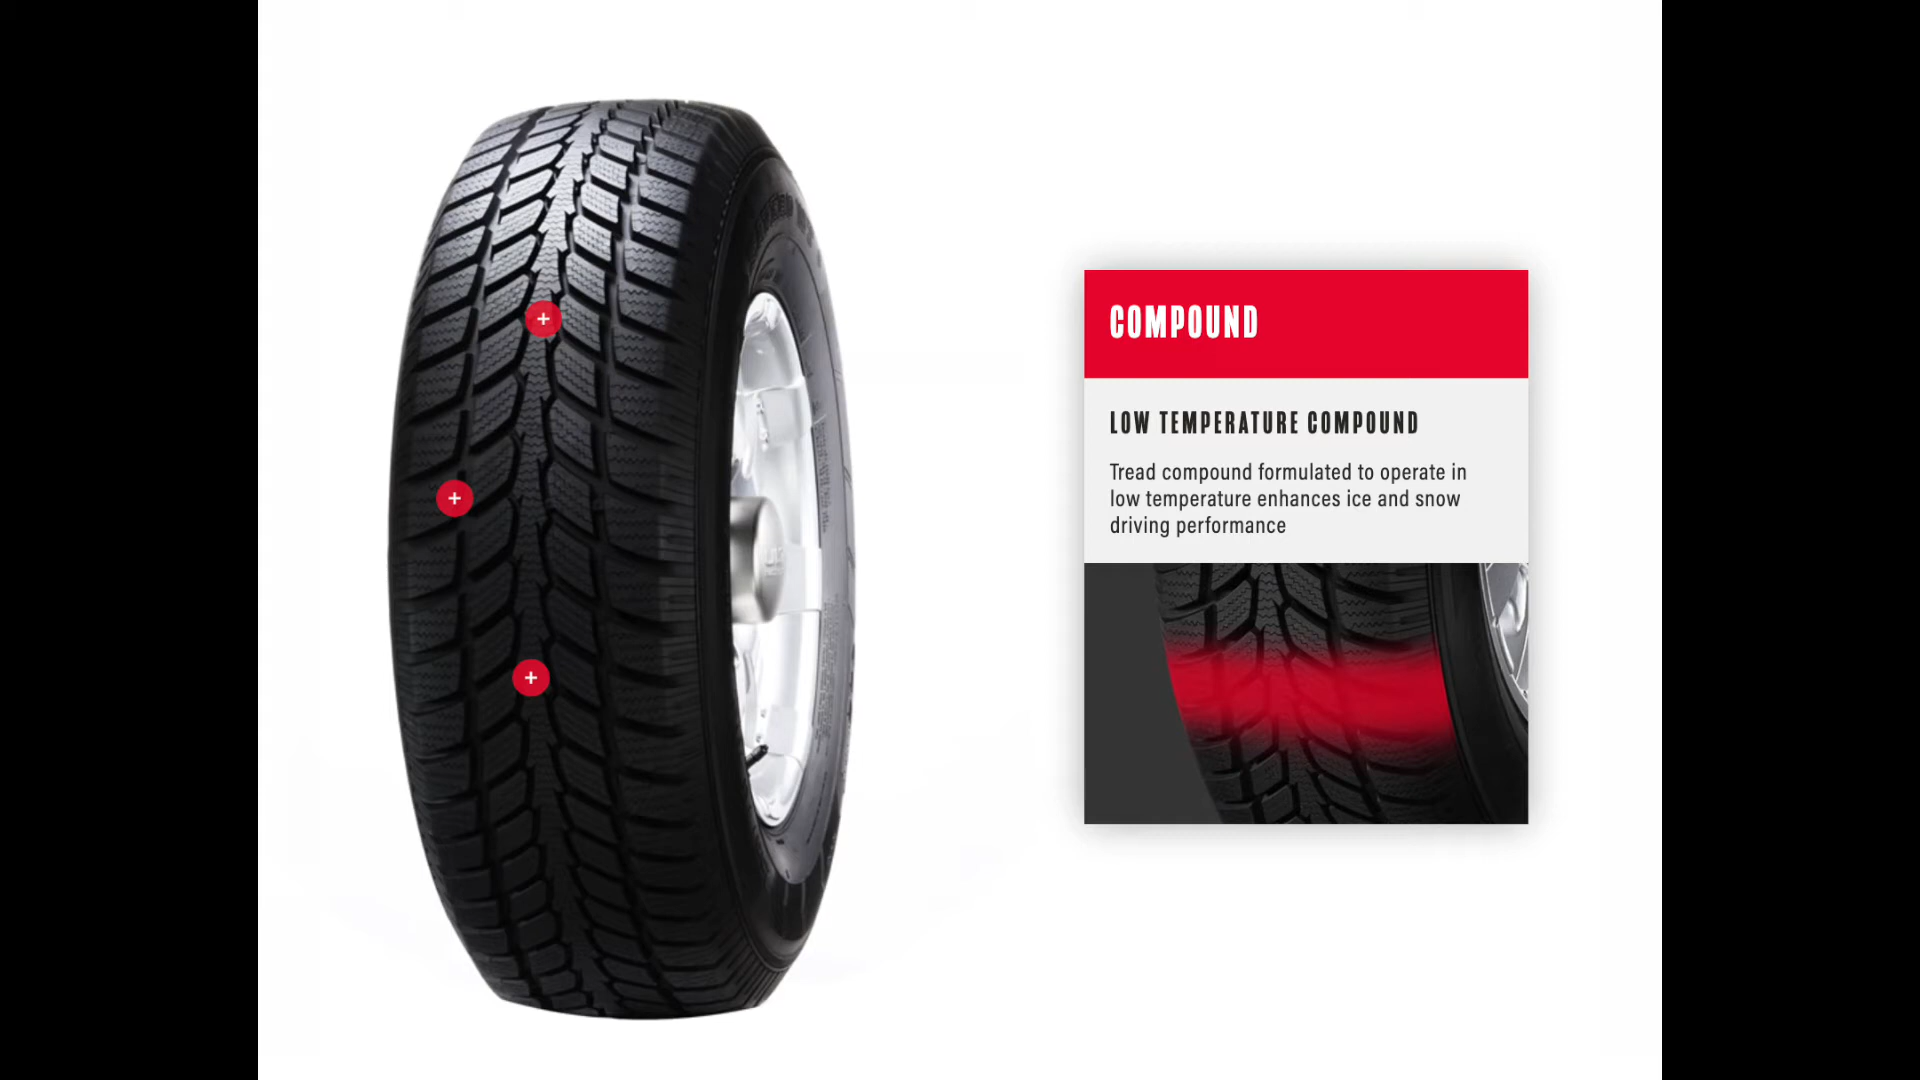 COMPOUND
LOW TEMPERATURE COMPOUND
Tread compound formulated to operate in
low temperature enhances ice and snow
driving performance